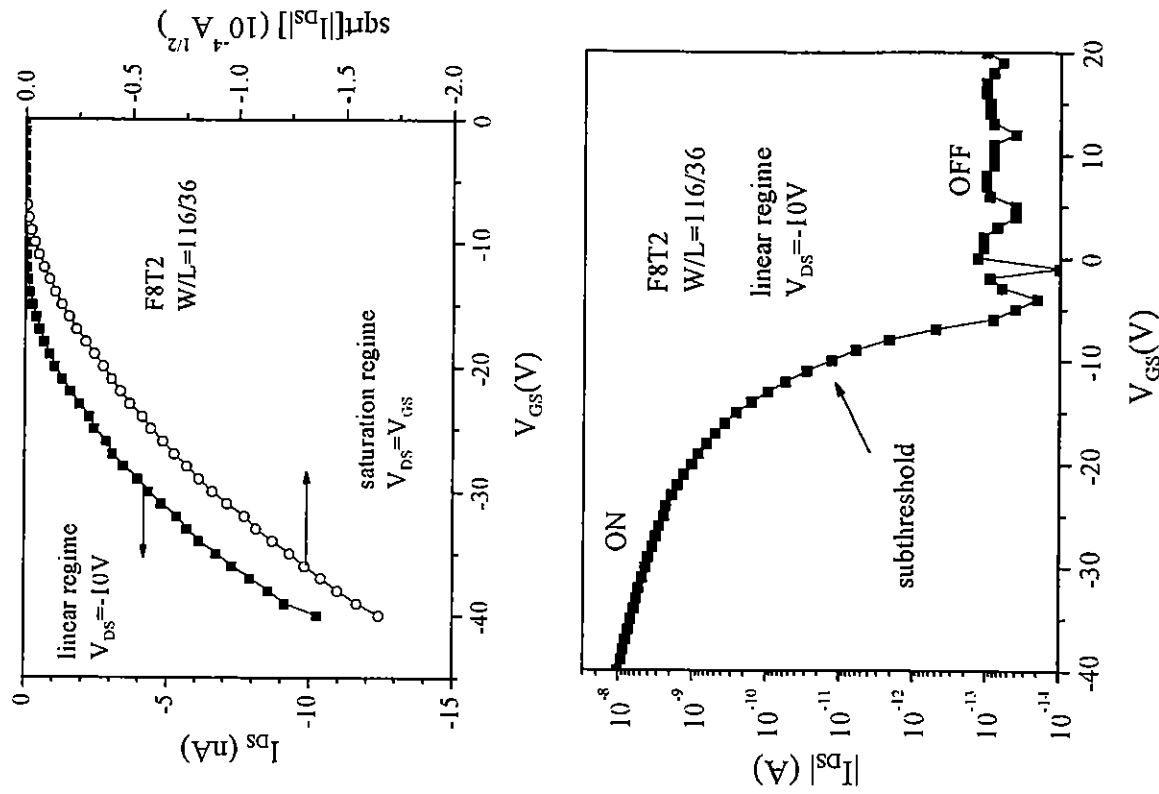 linear regime
V_DS=-10V
F8T2
W/L=116/36
saturation regime
V_DS=V_GS
0
-5
-10
-15
I_DS (nA)
0.0
-0.5
-1.0
-1.5
-2.0
sqrt[|I_DS|] (10^-4 A^1/2)
-40
-30
-20
-10
0
V_GS(V)
ON
F8T2
W/L=116/36
linear regime
V_DS=-10V
OFF
subthreshold
10^-8
10^-9
10^-10
10^-11
10^-12
10^-13
10^-14
|I_DS| (A)
-40
-30
-20
-10
0
10
20
V_GS(V)